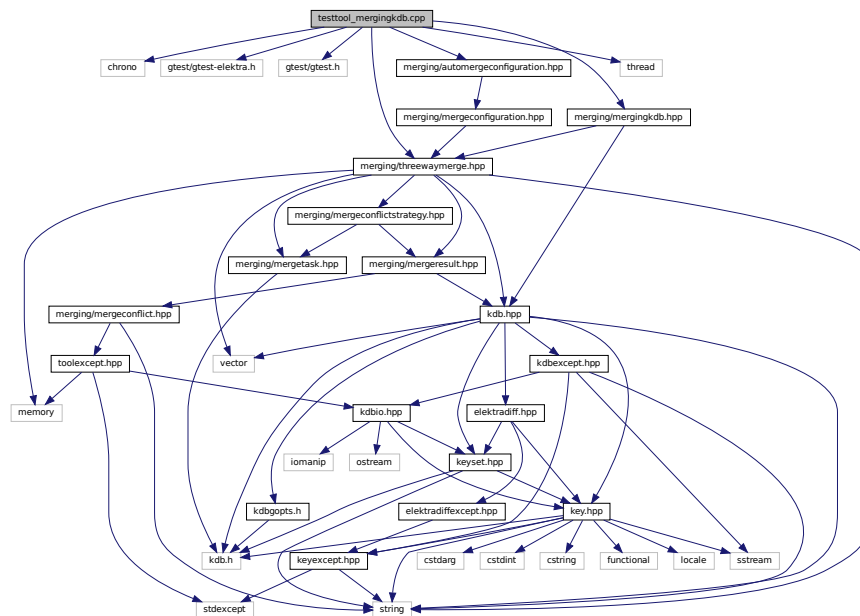 testtool_mergingkdb.cpp
chrono
gtest/gtest-elektra.h
gtest/gtest.h
merging/automergeconfiguration.hpp
thread
merging/mergeconfiguration.hpp
merging/mergingkdb.hpp
merging/threewaymerge.hpp
merging/mergeconflictstrategy.hpp
merging/mergetask.hpp
merging/mergeresult.hpp
merging/mergeconflict.hpp
kdb.hpp
toolexcept.hpp
vector
kdbexcept.hpp
memory
kdbio.hpp
elektradiff.hpp
iomanip
ostream
keyset.hpp
kdbgopts.h
elektradiffexcept.hpp
key.hpp
kdb.h
keyexcept.hpp
cstdarg
cstdint
cstring
functional
locale
sstream
stdexcept
string